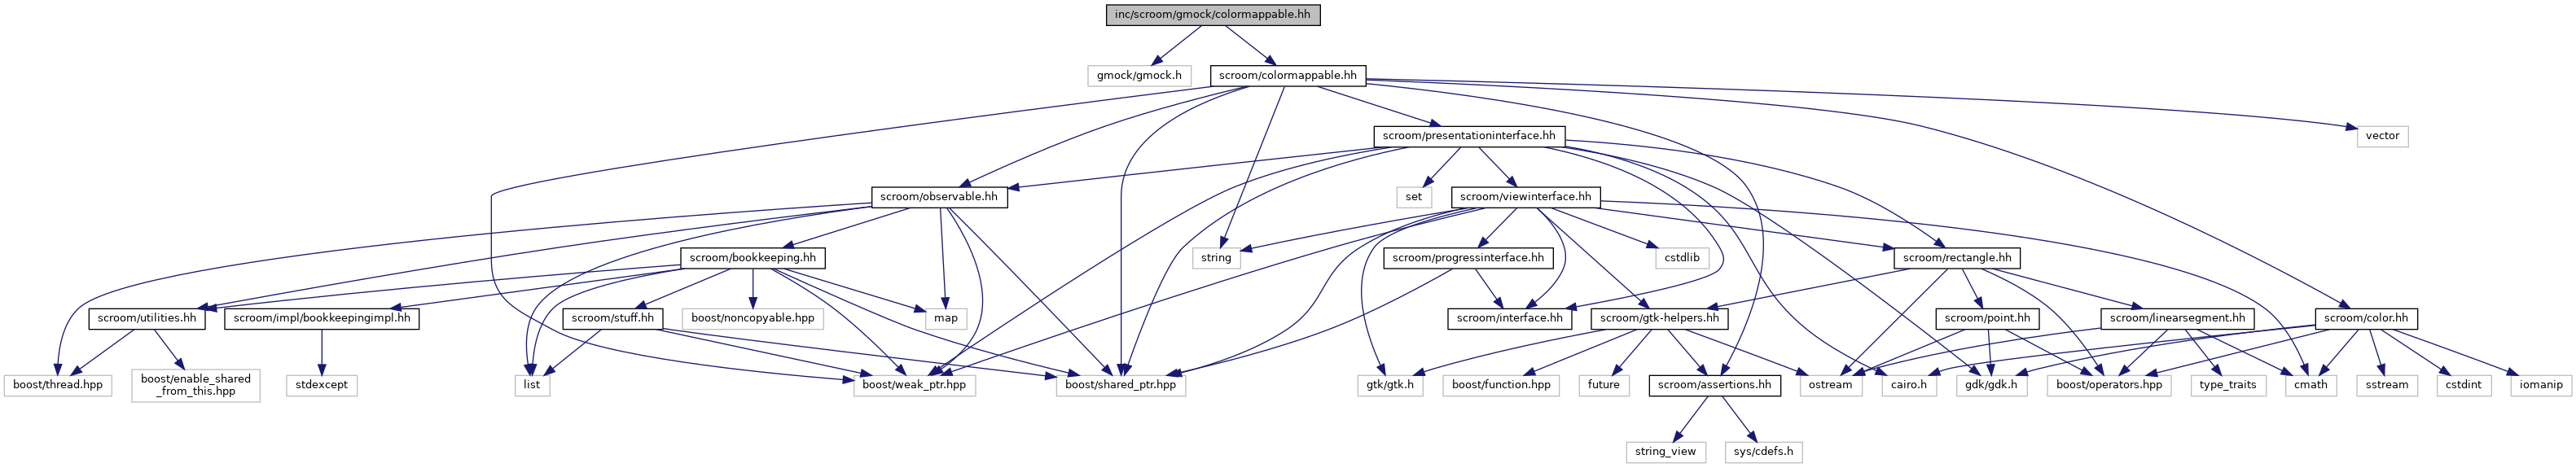 inc/scroom/gmock/colormappable.hh
gmock/gmock.h
scroom/colormappable.hh
scroom/presentationinterface.hh
vector
scroom/observable.hh
set
scroom/viewinterface.hh
scroom/bookkeeping.hh
string
scroom/progressinterface.hh
cstdlib
scroom/rectangle.hh
scroom/utilities.hh
scroom/impl/bookkeepingimpl.hh
scroom/stuff.hh
boost/noncopyable.hpp
map
scroom/interface.hh
scroom/gtk-helpers.hh
scroom/point.hh
scroom/linearsegment.hh
scroom/color.hh
boost/thread.hpp
boost/enable_shared
_from_this.hpp
stdexcept
list
boost/weak_ptr.hpp
boost/shared_ptr.hpp
gtk/gtk.h
boost/function.hpp
future
scroom/assertions.hh
ostream
cairo.h
gdk/gdk.h
boost/operators.hpp
type_traits
cmath
sstream
cstdint
iomanip
string_view
sys/cdefs.h